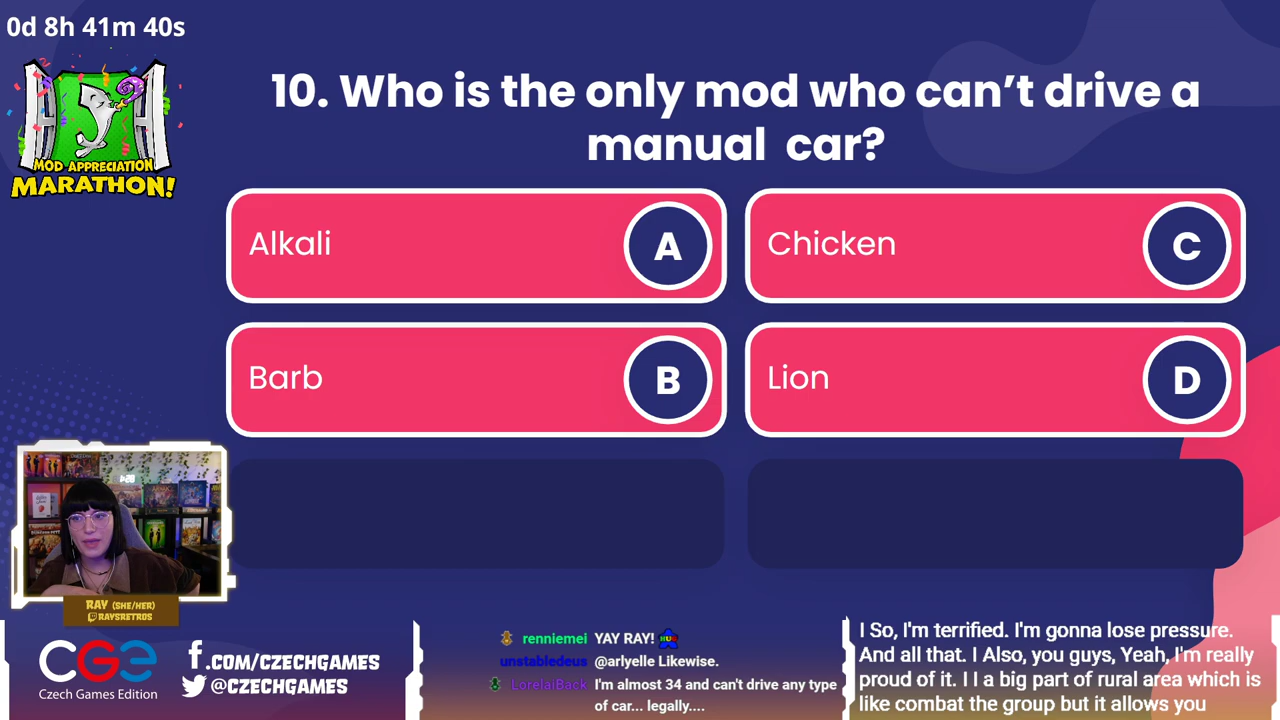 0d 8h 41m 40s
AYA
MOD APPRECIATION
MARATHON!
10. Who is the only mod who can’t drive a
manual car?
Alkali
A
Chicken
C
Barb
B
Lion
D
RAY (SHE/HER)
RAYSRETROS
CGE
Czech Games Edition
f.COM/CZECHGAMES
@CZECHGAMES
renniemei YAY RAY! HUG
unstabledeus @arlyelle Likewise.
LorelaiBack I'm almost 34 and can't drive any type
of car... legally....
I So, I'm terrified. I'm gonna lose pressure.
And all that. I Also, you guys, Yeah, I'm really
proud of it. I I a big part of rural area which is
like combat the group but it allows you